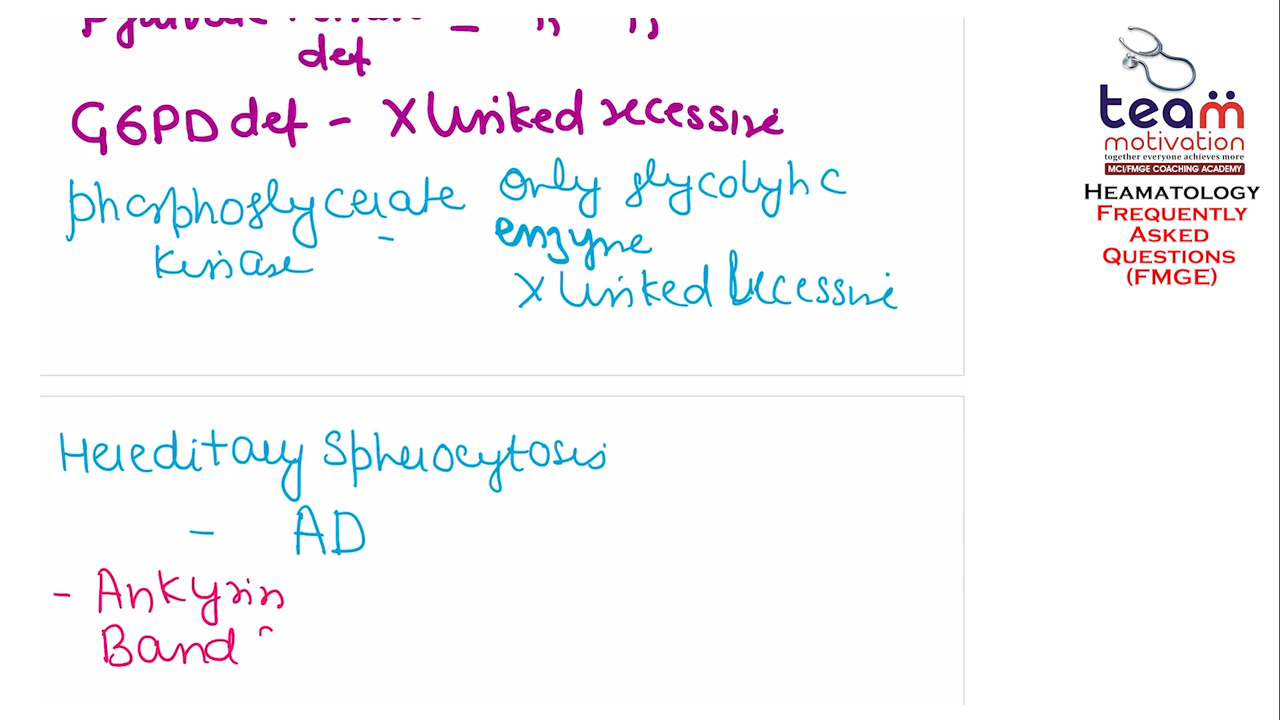 def
G6PD def - X linked recessive
phosphoglycerate - only glycolytic
kinase enzyme
X linked recessive
Hereditary Spherocytosis
- AD
- Ankyrin
Band
team
motivation
together everyone achieves more
MCI/FMGE COACHING ACADEMY
HEAMATOLOGY
FREQUENTLY
ASKED
QUESTIONS
(FMGE)